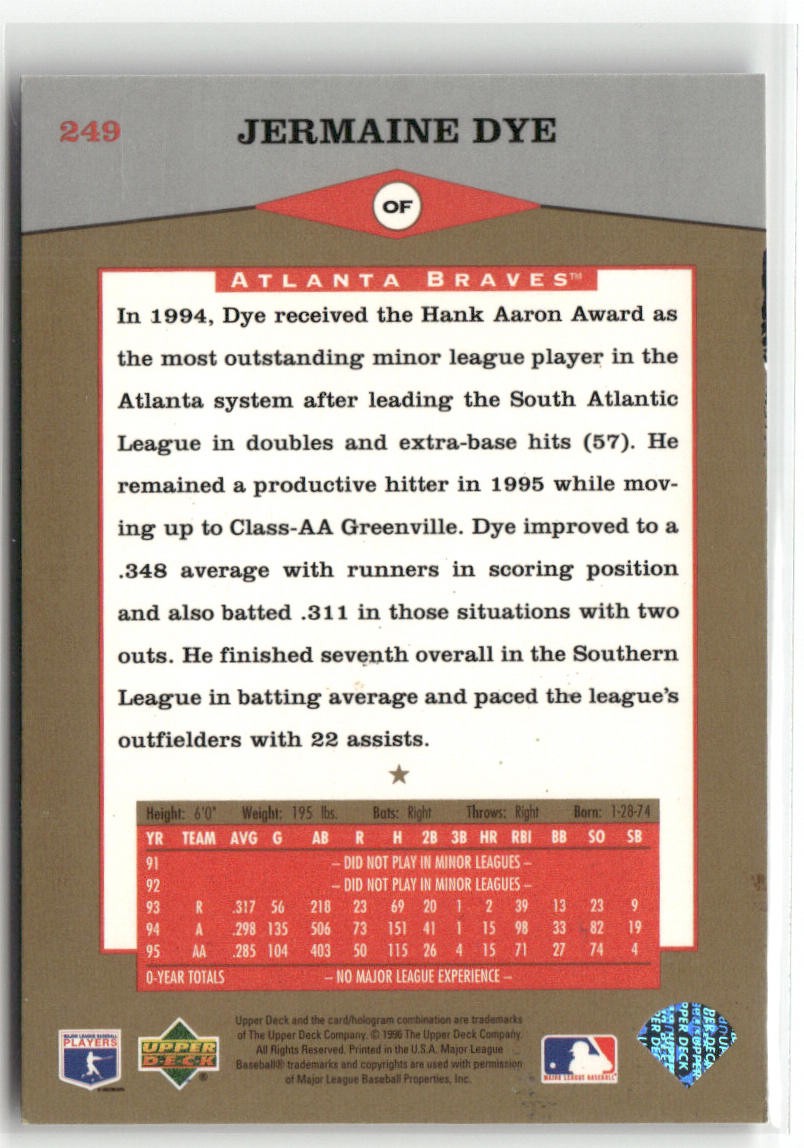 249
JERMAINE DYE
OF
ATLANTA BRAVES™
In 1994, Dye received the Hank Aaron Award as
the most outstanding minor league player in the
Atlanta system after leading the South Atlantic
League in doubles and extra-base hits (57). He
remained a productive hitter in 1995 while mov-
ing up to Class-AA Greenville. Dye improved to a
.348 average with runners in scoring position
and also batted .311 in those situations with two
outs. He finished seventh overall in the Southern
League in batting average and paced the league's
outfielders with 22 assists.
Height: 6'0" Weight: 195 lbs. Bats: Right Throws: Right Born: 1-28-74
YR TEAM AVG G AB R H 2B 3B HR RBI BB SO SB
91 – DID NOT PLAY IN MINOR LEAGUES –
92 – DID NOT PLAY IN MINOR LEAGUES –
93 R .317 56 218 23 69 20 1 2 39 13 23 9
94 A .298 135 506 73 151 41 1 15 98 33 82 19
95 AA .285 104 403 50 115 26 4 15 71 27 74 4
0-YEAR TOTALS – NO MAJOR LEAGUE EXPERIENCE –
Upper Deck and the card/hologram combination are trademarks
of The Upper Deck Company. © 1996 The Upper Deck Company.
All Rights Reserved. Printed in the U.S.A. Major League
Baseball® trademarks and copyrights are used with permission
of Major League Baseball Properties, Inc.
MAJOR LEAGUE BASEBALL
PLAYERS
UPPER
DECK
®
MAJOR LEAGUE BASEBALL
UPPER DECK